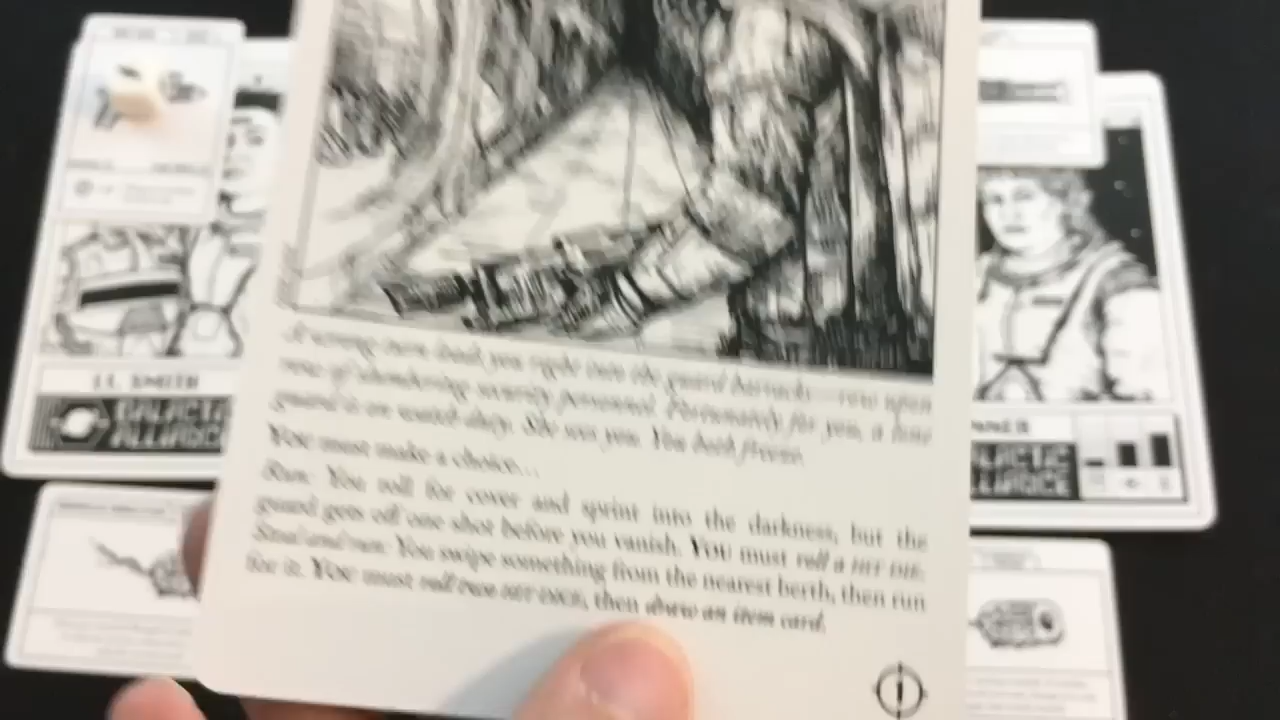 LT. SMITH
GALACTIC
ALLIANCE
A wrong turn leads you right into the guard barracks—row upon
row of slumbering security personnel. Fortunately for you, a lone
guard is on watch duty. She sees you. You both freeze.
You must make a choice...
Run: You roll for cover and sprint into the darkness, but the
guard gets off one shot before you vanish. You must roll a HIT DIE.
Steal and run: You swipe something from the nearest berth, then run
for it. You must roll two HIT DICE, then draw an item card.
LACTIC
LLIANCE